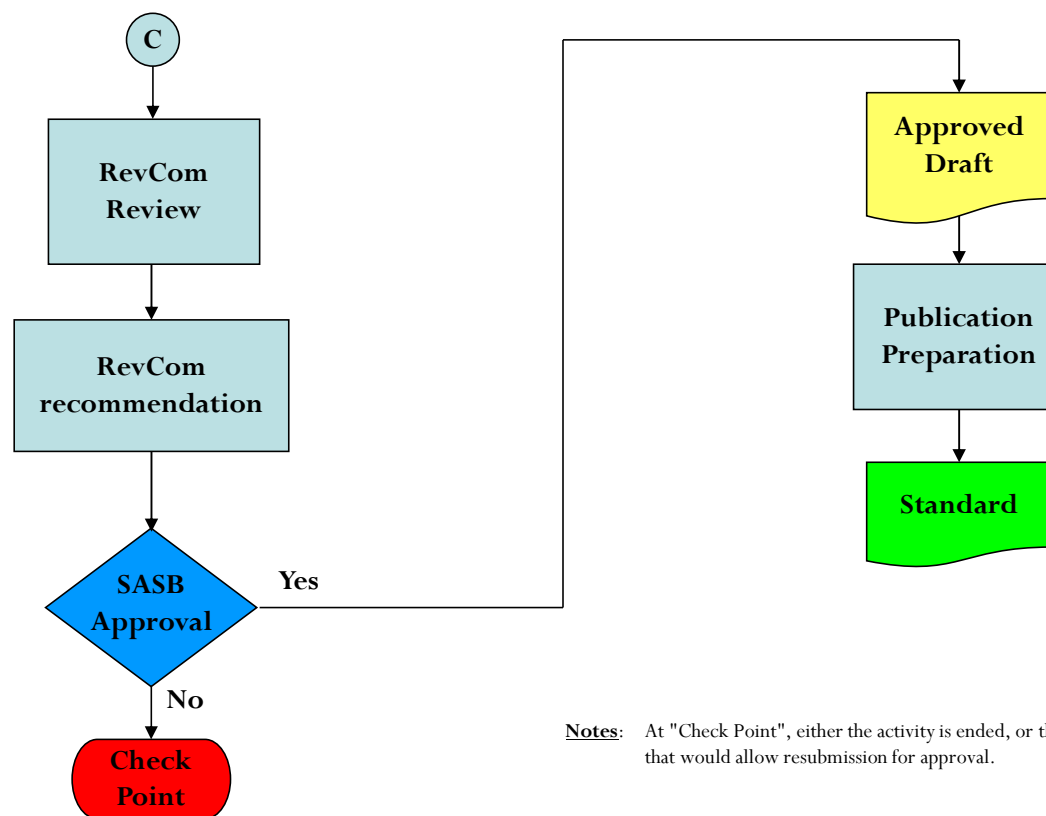 C
RevCom
Review
RevCom
recommendation
SASB
Approval
Yes
No
Check
Point
Approved
Draft
Publication
Preparation
Standard
Notes: At "Check Point", either the activity is ended, or
that would allow resubmission for approval.